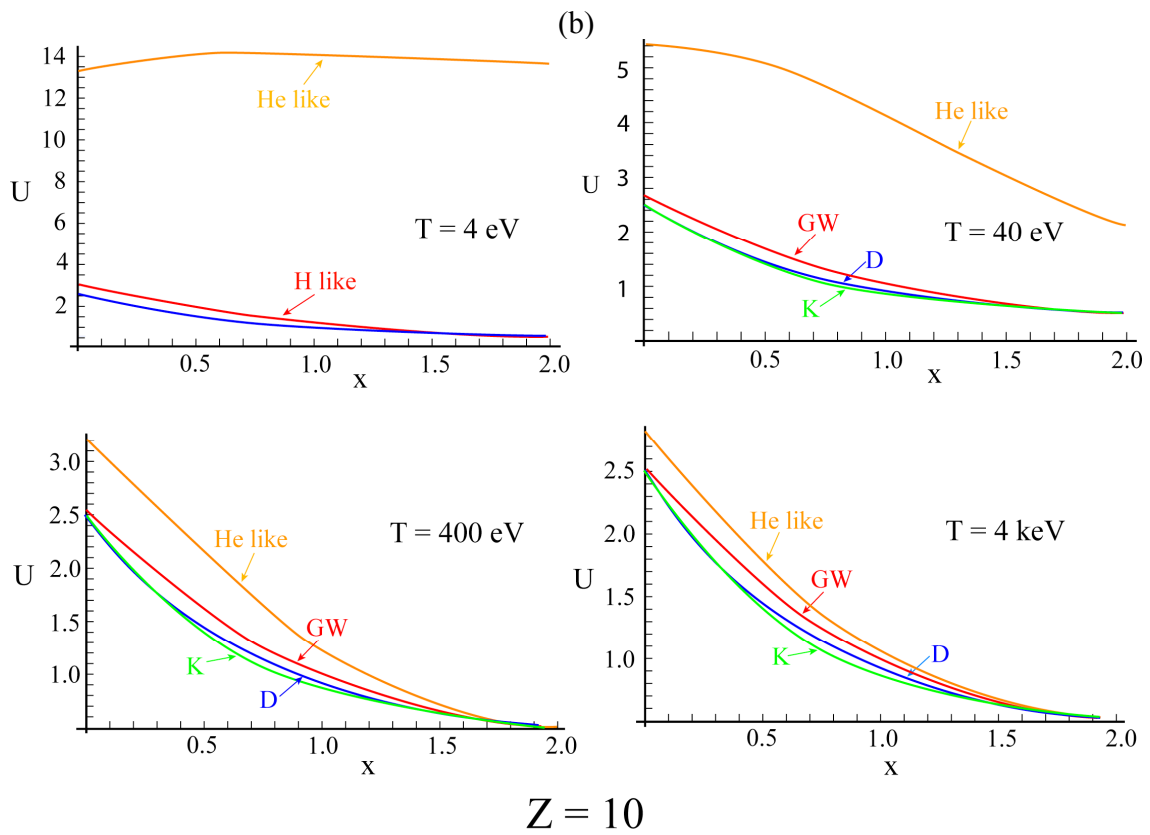 (b)
14
12
10
8
6
4
2
U
He like
T = 4 eV
H like
0.5
1.0
1.5
2.0
x
5
4
3
2
1
U
He like
GW
T = 40 eV
D
K
0.5
1.0
1.5
2.0
x
3.0
2.5
2.0
1.5
1.0
U
T = 400 eV
He like
GW
K
D
0.5
1.0
1.5
2.0
x
2.5
2.0
1.5
1.0
U
He like
T = 4 keV
GW
K
D
0.5
1.0
1.5
2.0
x
Z = 10